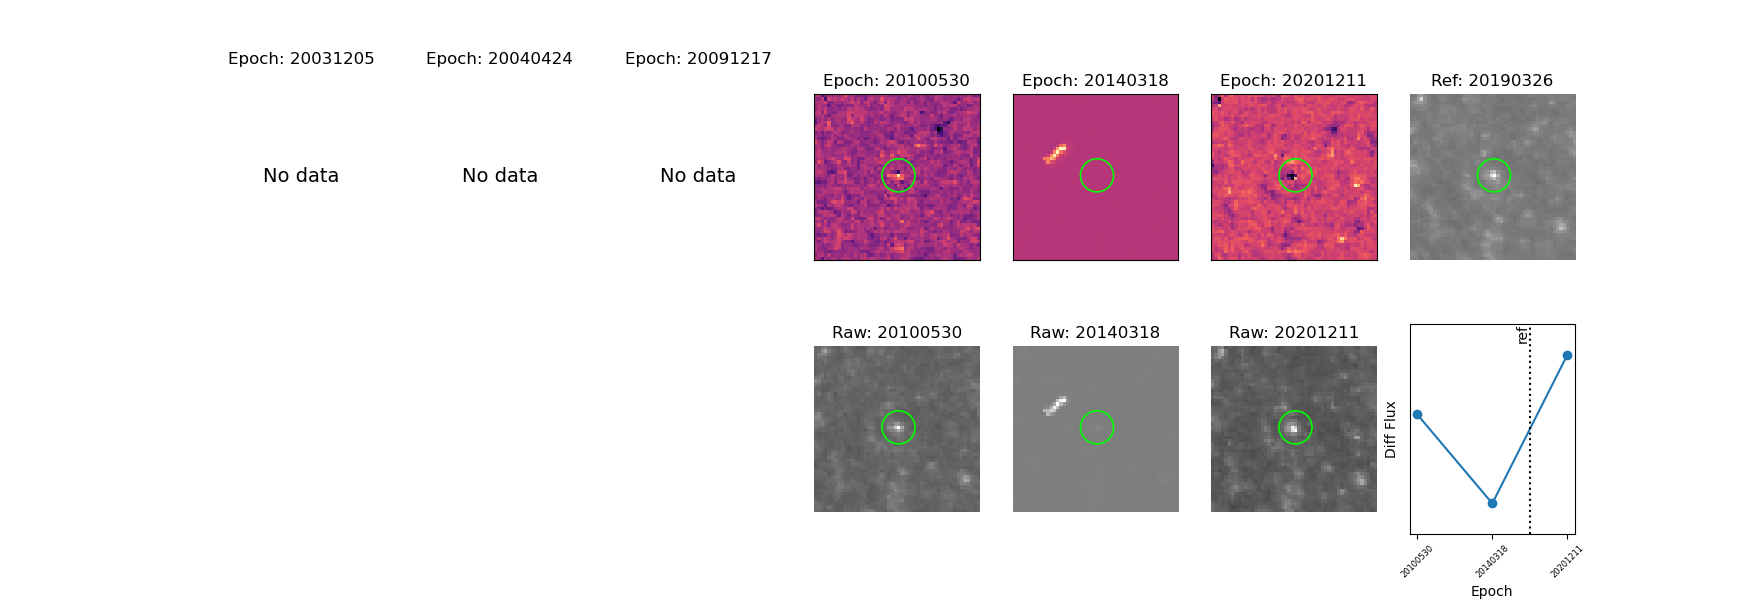 Epoch: 20031205
Epoch: 20040424
Epoch: 20091217
Epoch: 20100530
Epoch: 20140318
Epoch: 20201211
Ref: 20190326
No data
No data
No data
Raw: 20100530
Raw: 20140318
Raw: 20201211
ref
Diff Flux
20100530
20140318
20201211
Epoch